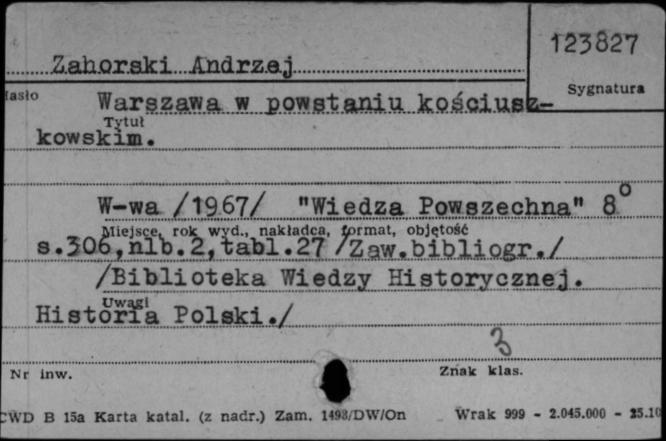 123827
Zahorski Andrzej
Sygnatura
Hasło
Warszawa w powstaniu kościusz-
Tytuł
kowskim.
W-wa /1967/ "Wiedza Powszechna" 8°
Miejsce, rok wyd., nakładca, format, objętość
s.306,nlb.2,tabl.27 /Zaw.bibliogr./
/Biblioteka Wiedzy Historycznej.
Uwagi
Historia Polski./
3
Nr inw.
Znak klas.
CWD B 15a Karta katal. (z nadr.) Zam. 1493/DW/On Wrak 999 - 2.045.000 - 25.10